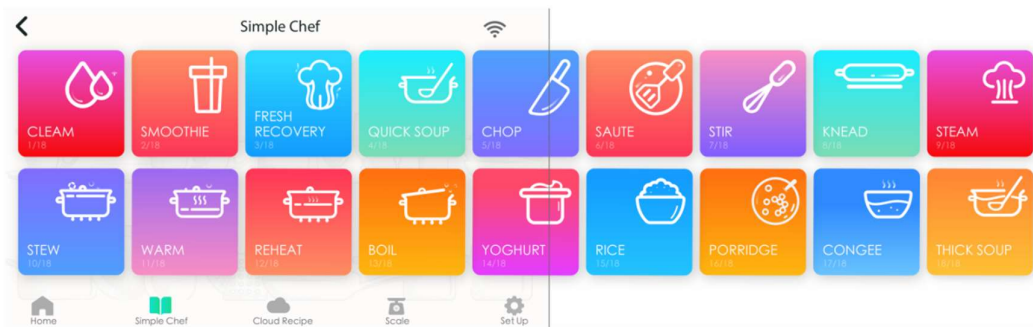 Simple Chef
CLEAM
1/18
SMOOTHIE
2/18
FRESH
RECOVERY
3/18
QUICK SOUP
4/18
CHOP
5/18
SAUTE
6/18
STIR
7/18
KNEAD
8/18
STEAM
9/18
STEW
10/18
WARM
11/18
REHEAT
12/18
BOIL
13/18
YOGHURT
14/18
RICE
15/18
PORRIDGE
16/18
CONGEE
17/18
THICK SOUP
18/18
Home
Simple Chef
Cloud Recipe
Scale
Set Up